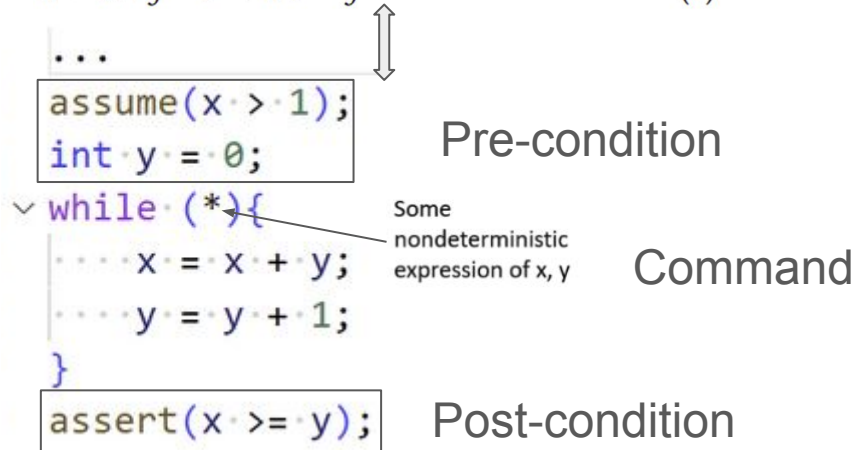 ...
assume(x > 1);
int y = 0;
Pre-condition
while (*){
x = x + y;
y = y + 1;
}
Some
nondeterministic
expression of x, y
Command
assert(x >= y);
Post-condition